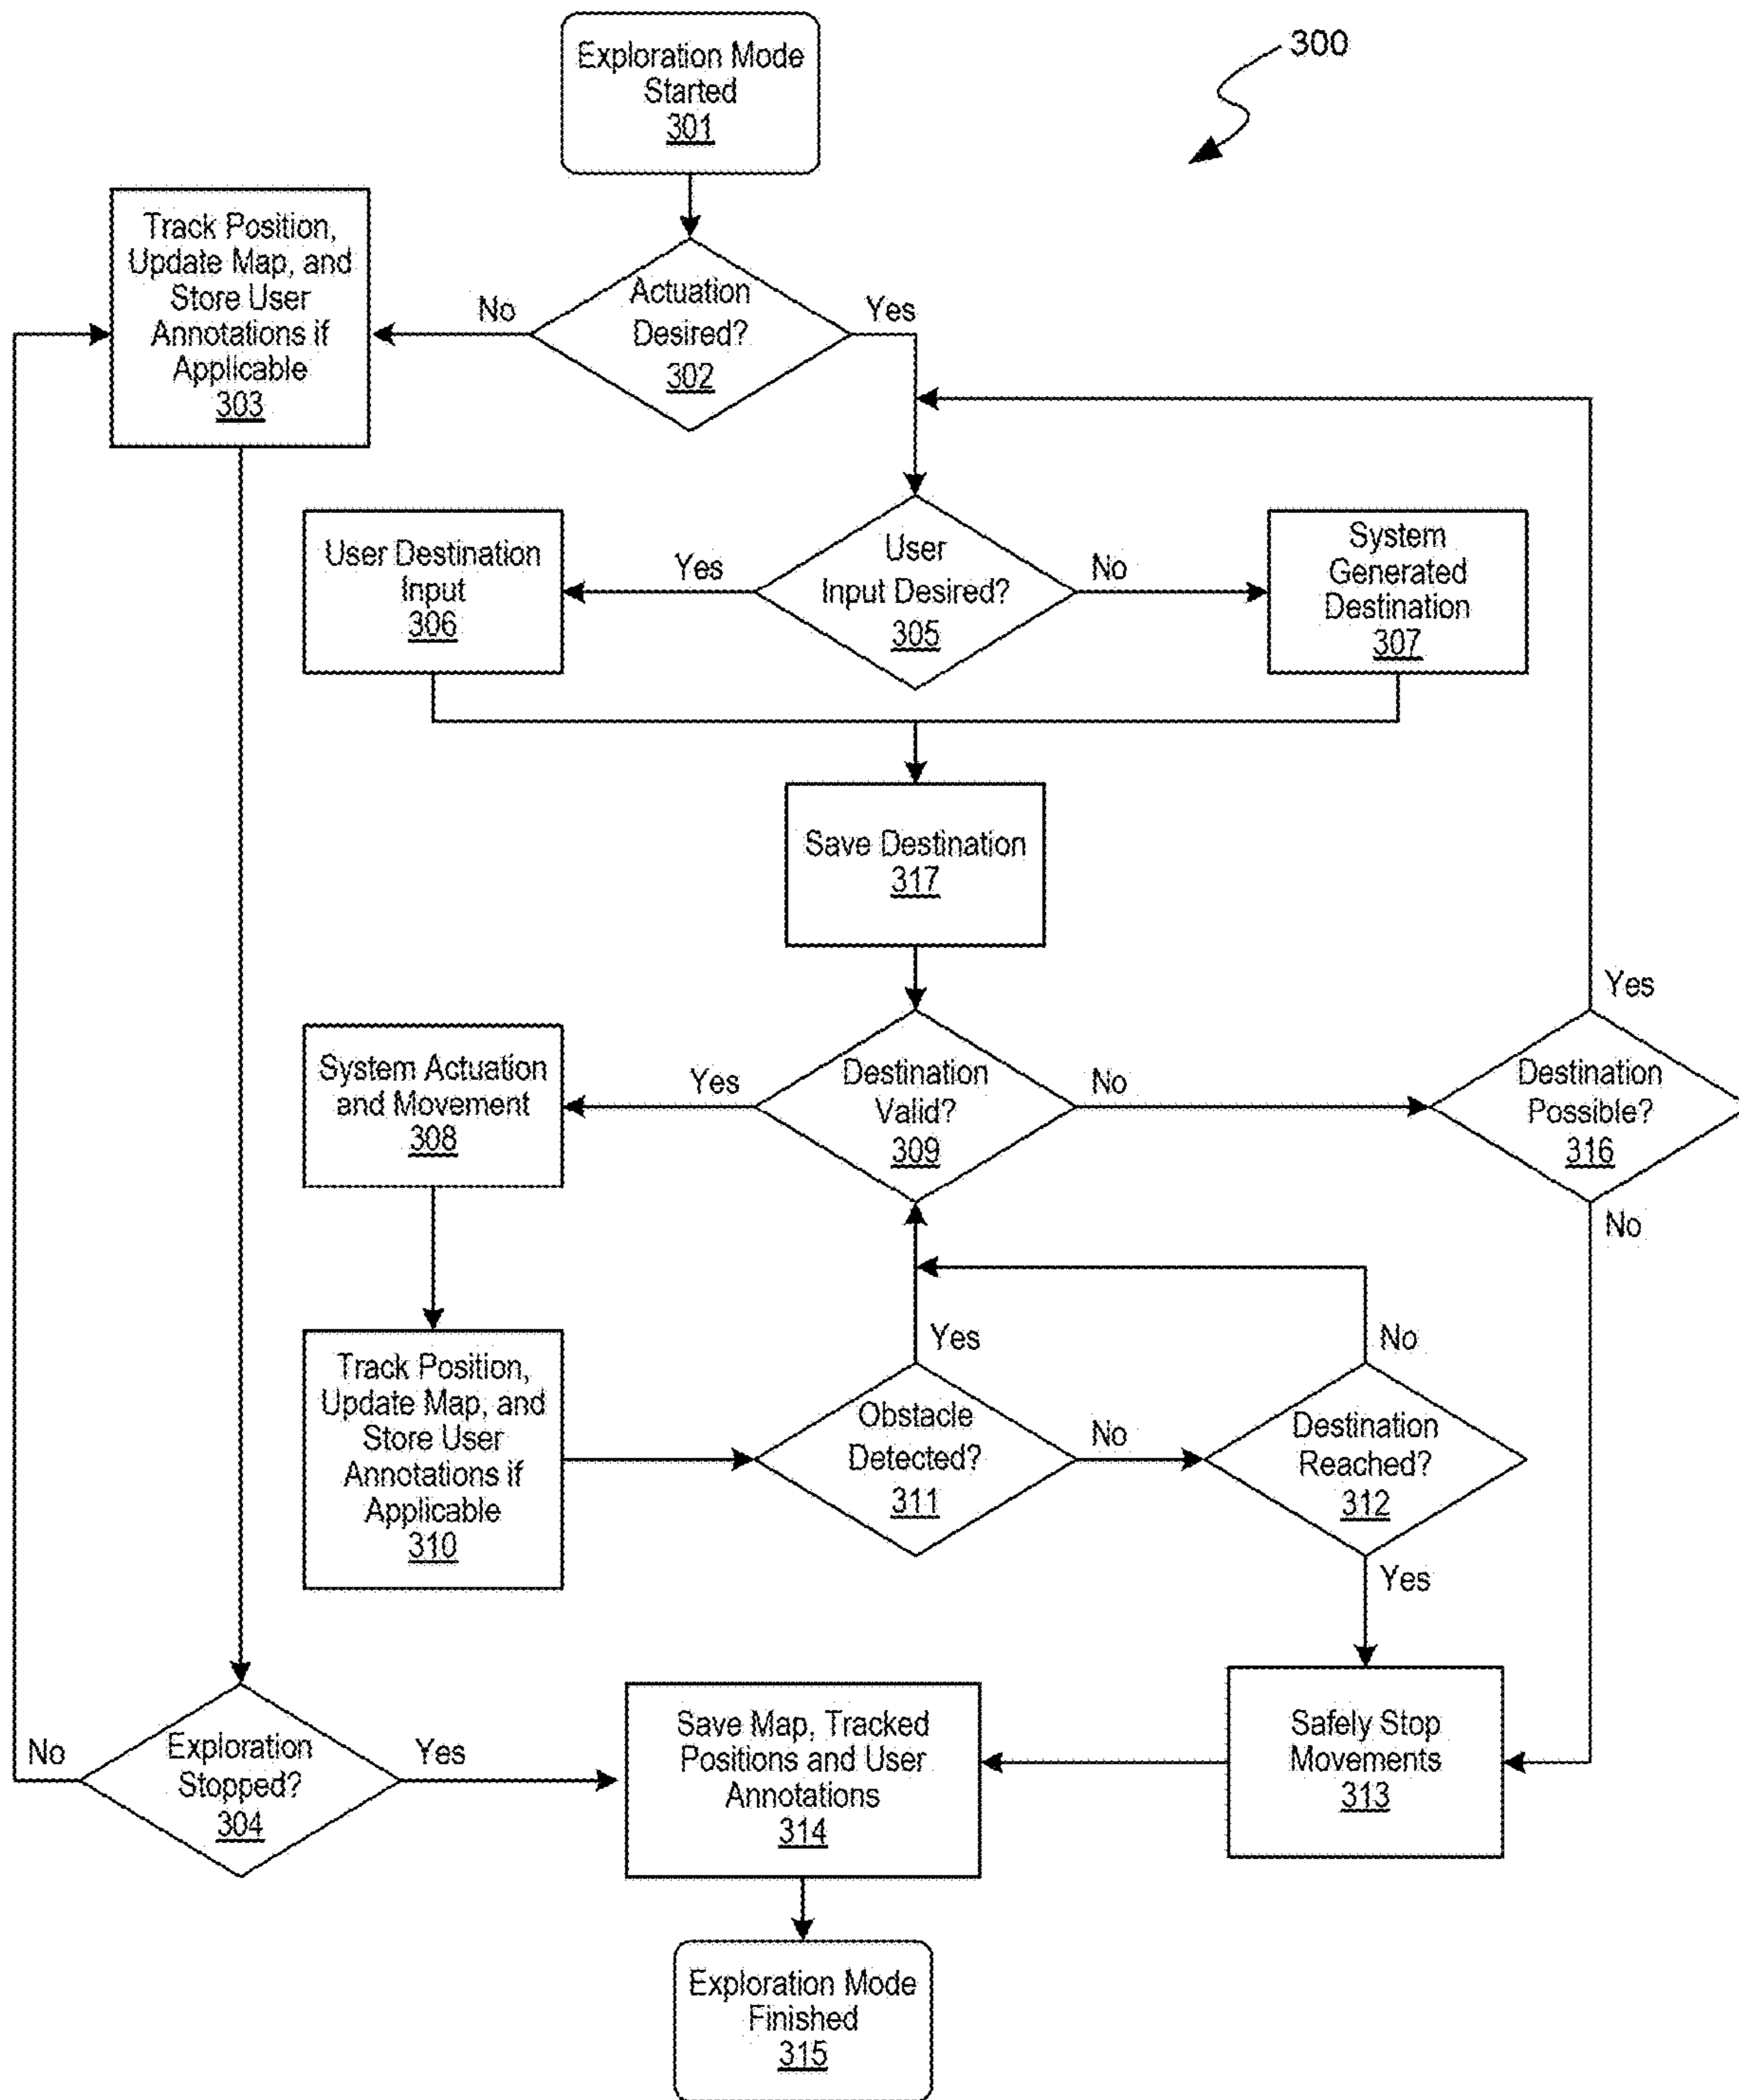 300
Exploration Mode
Started
301
Track Position,
Update Map, and
Store User
Annotations if
Applicable
303
Actuation
Desired?
302
No
Yes
User Destination
Input
306
Yes
User
Input Desired?
305
No
System
Generated
Destination
307
Save Destination
317
System Actuation
and Movement
308
Yes
Destination
Valid?
309
No
Yes
Destination
Possible?
316
No
Track Position,
Update Map, and
Store User
Annotations if
Applicable
310
Yes
Obstacle
Detected?
311
No
No
Destination
Reached?
312
Yes
No
Exploration
Stopped?
304
Yes
Save Map, Tracked
Positions and User
Annotations
314
Safely Stop
Movements
313
Exploration Mode
Finished
315